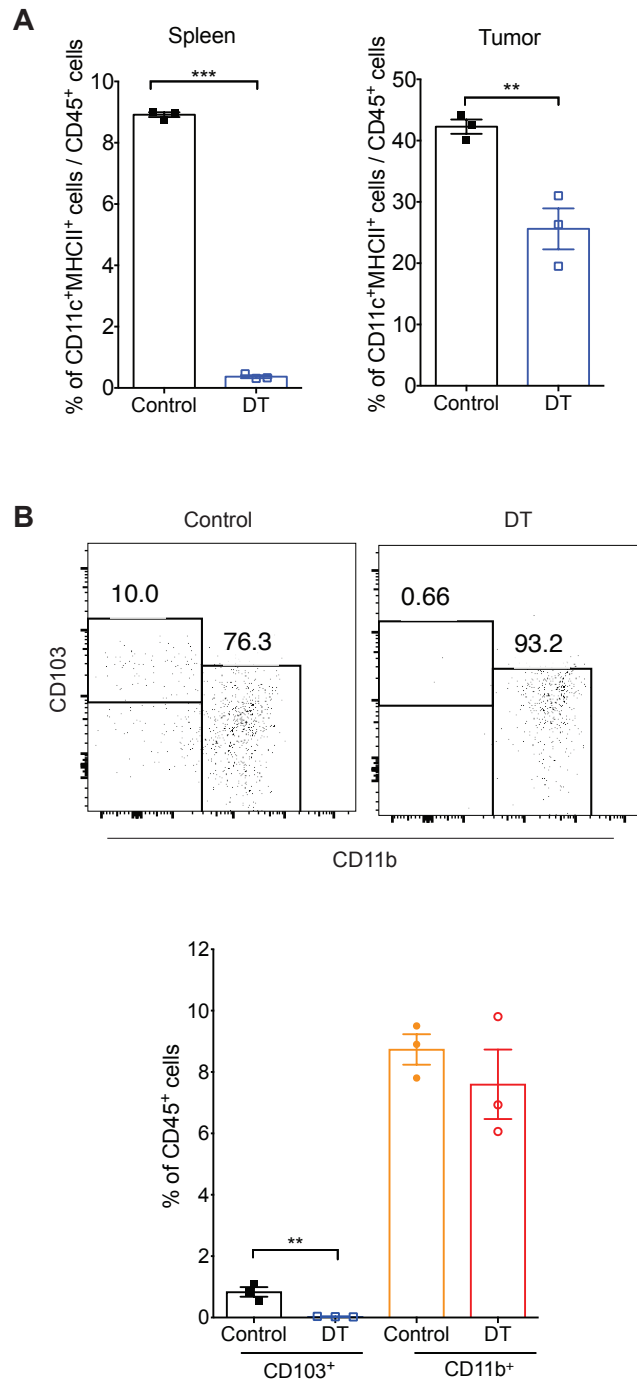 A
Spleen
% of CD11c⁺MHCII⁺ cells / CD45⁺ cells
10
8
6
4
2
0
***
Control
DT
Tumor
% of CD11c⁺MHCII⁺ cells / CD45⁺ cells
50
40
30
20
10
0
**
Control
DT
B
Control
DT
CD103
10.0
76.3
0.66
93.2
CD11b
% of CD45⁺ cells
12
10
8
6
4
2
0
**
Control
DT
Control
DT
CD103⁺
CD11b⁺